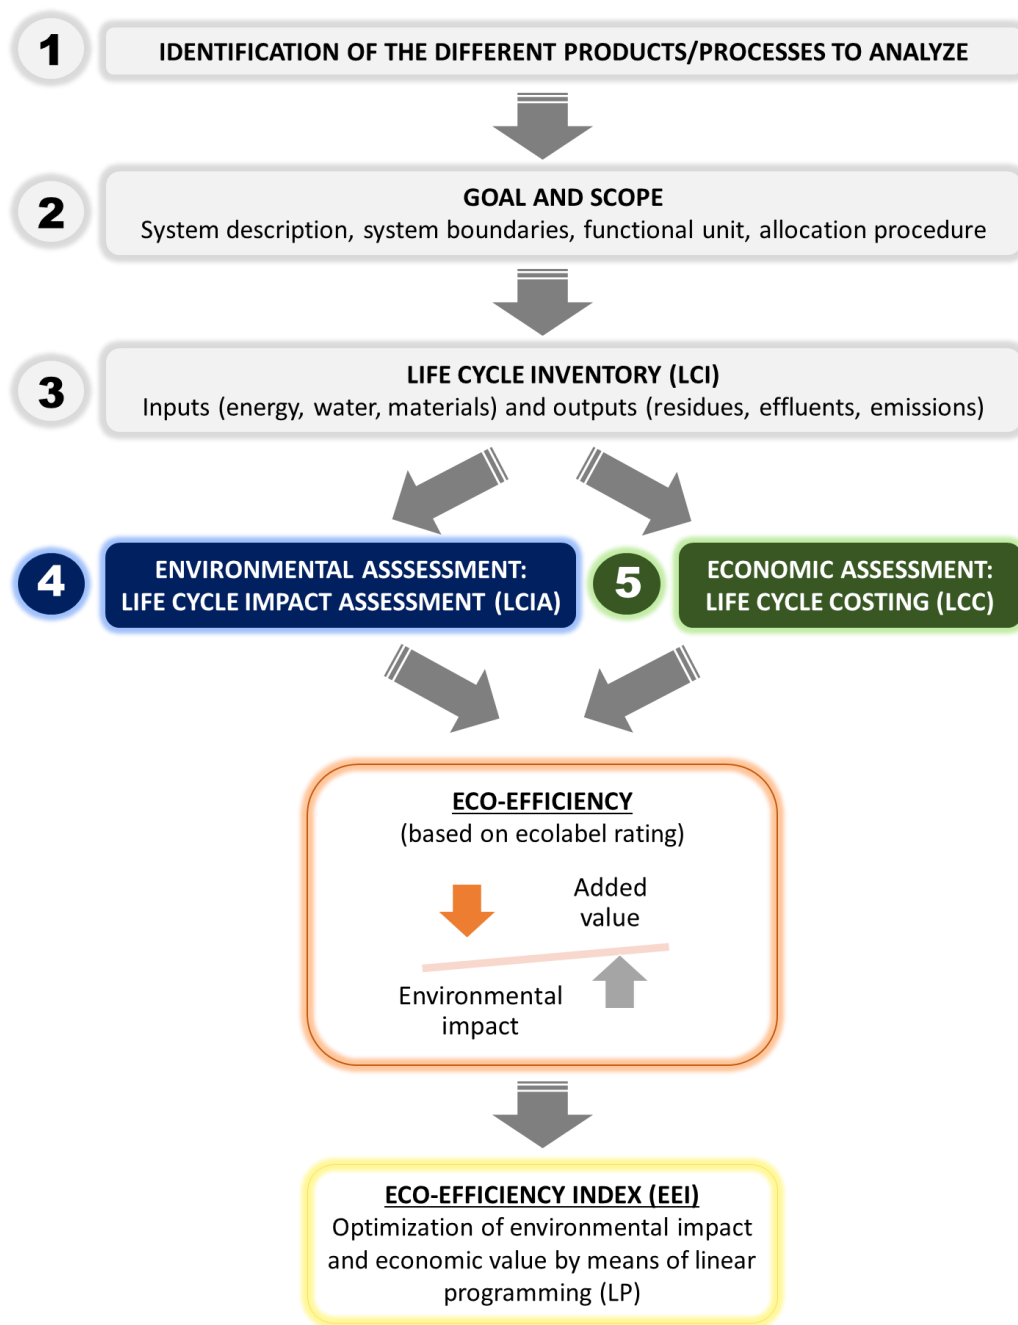 1
IDENTIFICATION OF THE DIFFERENT PRODUCTS/PROCESSES TO ANALYZE
2
GOAL AND SCOPE
System description, system boundaries, functional unit, allocation procedure
3
LIFE CYCLE INVENTORY (LCI)
Inputs (energy, water, materials) and outputs (residues, effluents, emissions)
4
ENVIRONMENTAL ASSSESSMENT:
LIFE CYCLE IMPACT ASSESSMENT (LCIA)
5
ECONOMIC ASSESSMENT:
LIFE CYCLE COSTING (LCC)
ECO-EFFICIENCY
(based on ecolabel rating)
Added
value
Environmental
impact
ECO-EFFICIENCY INDEX (EEI)
Optimization of environmental impact
and economic value by means of linear
programming (LP)